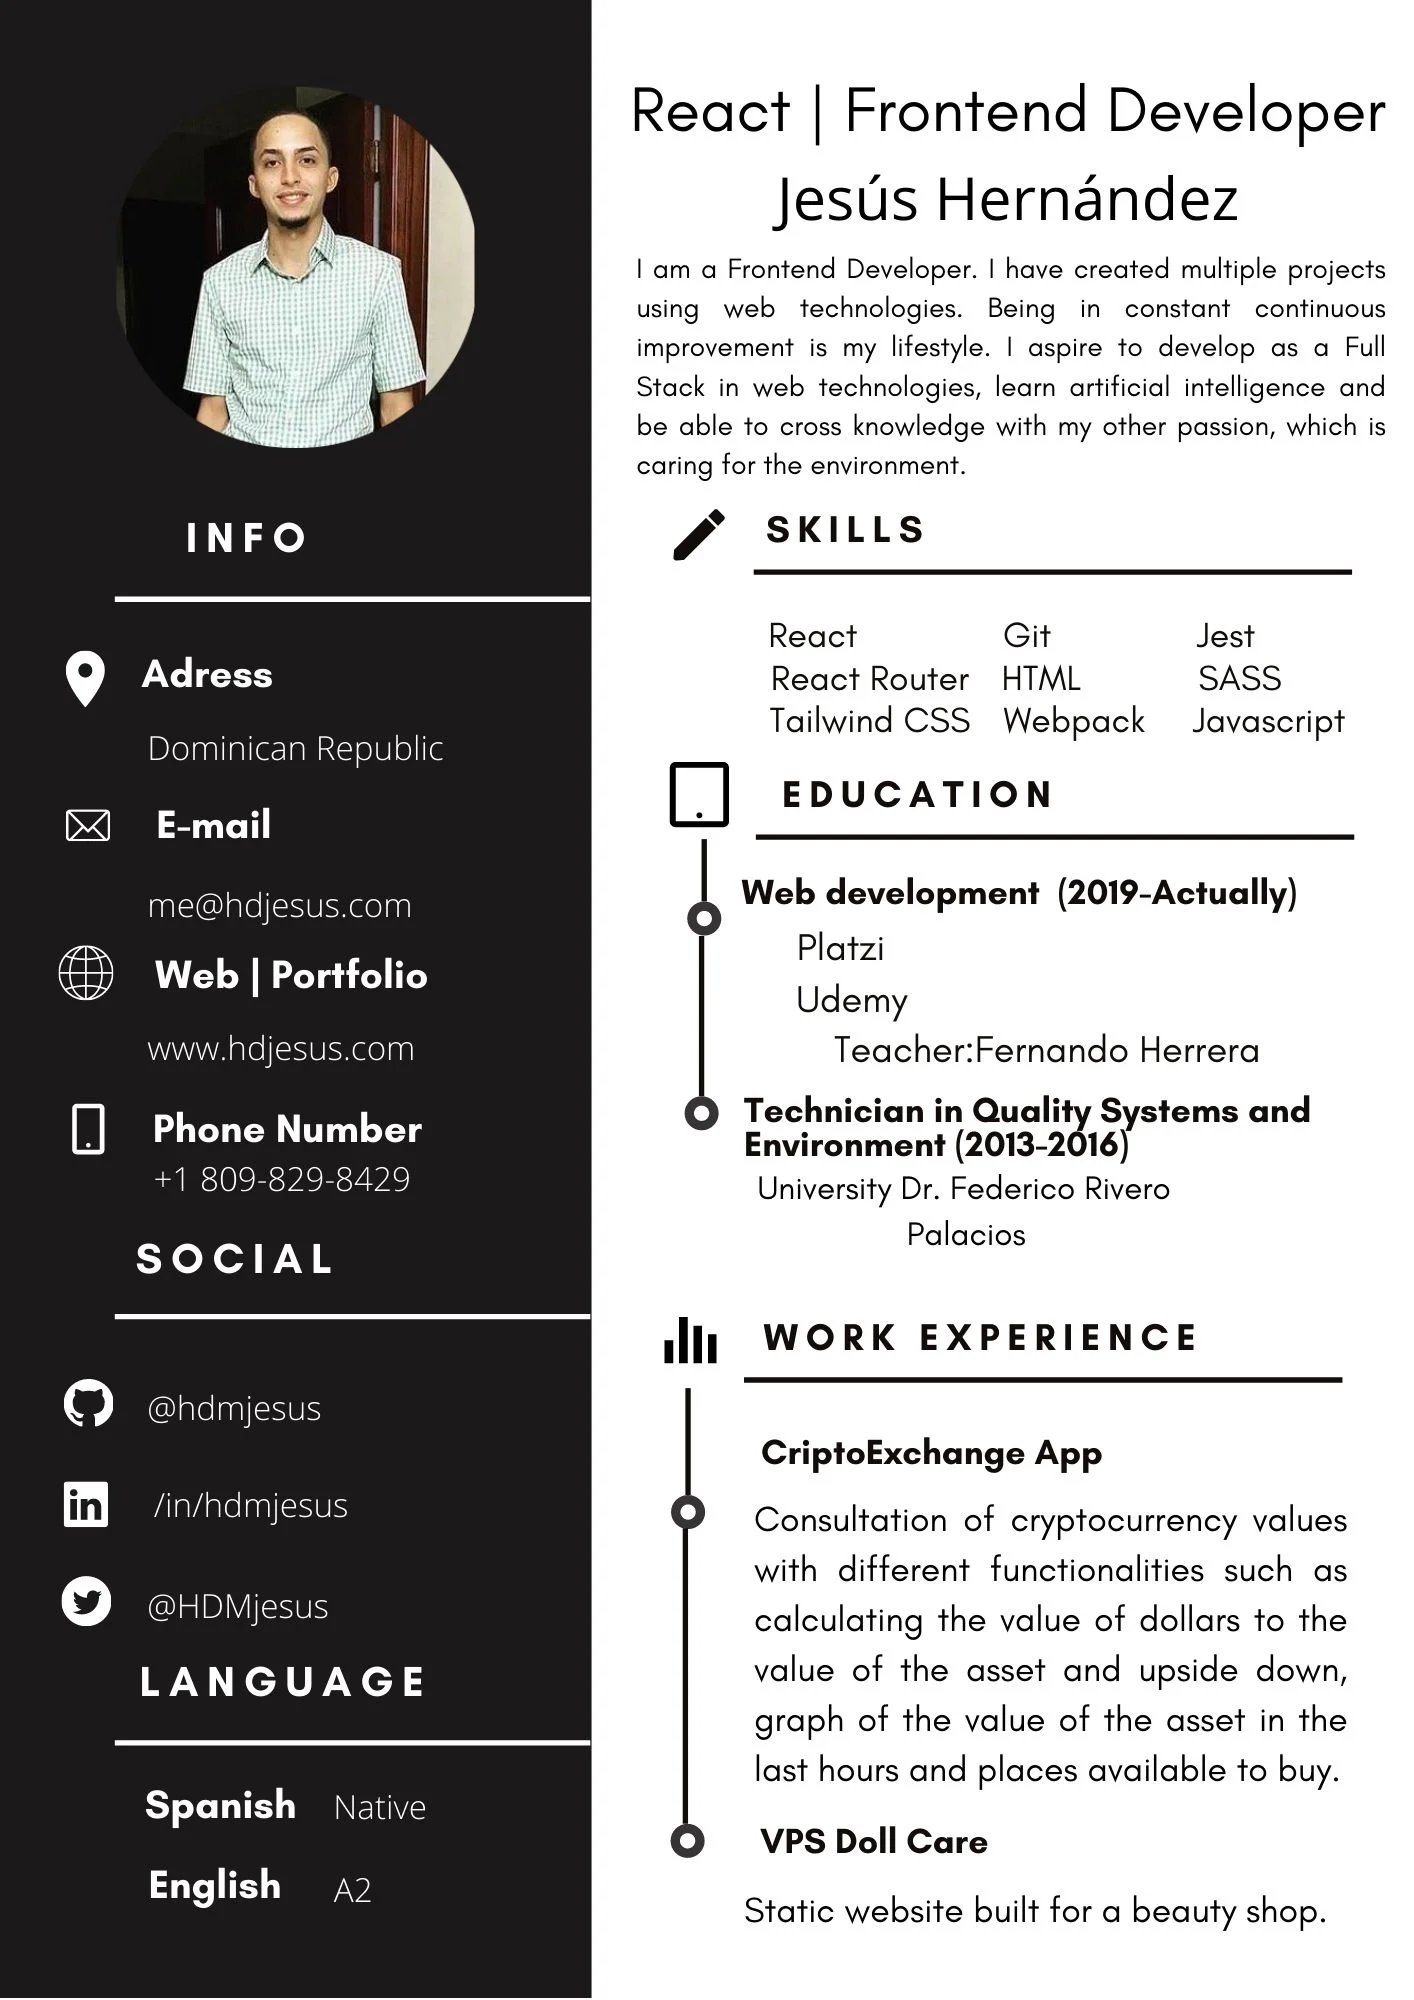 INFO
Adress
Dominican Republic
E-mail
me@hdjesus.com
Web | Portfolio
www.hdjesus.com
Phone Number
+1 809-829-8429
SOCIAL
@hdmjesus
/in/hdmjesus
@HDMjesus
LANGUAGE
Spanish Native
English A2
React | Frontend Developer
Jesús Hernández
I am a Frontend Developer. I have created multiple projects
using web technologies. Being in constant continuous
improvement is my lifestyle. I aspire to develop as a Full
Stack in web technologies, learn artificial intelligence and
be able to cross knowledge with my other passion, which is
caring for the environment.
SKILLS
React Git Jest
React Router HTML SASS
Tailwind CSS Webpack Javascript
EDUCATION
Web development (2019-Actually)
Platzi
Udemy
Teacher:Fernando Herrera
Technician in Quality Systems and
Environment (2013-2016)
University Dr. Federico Rivero
Palacios
WORK EXPERIENCE
CriptoExchange App
Consultation of cryptocurrency values
with different functionalities such as
calculating the value of dollars to the
value of the asset and upside down,
graph of the value of the asset in the
last hours and places available to buy.
VPS Doll Care
Static website built for a beauty shop.